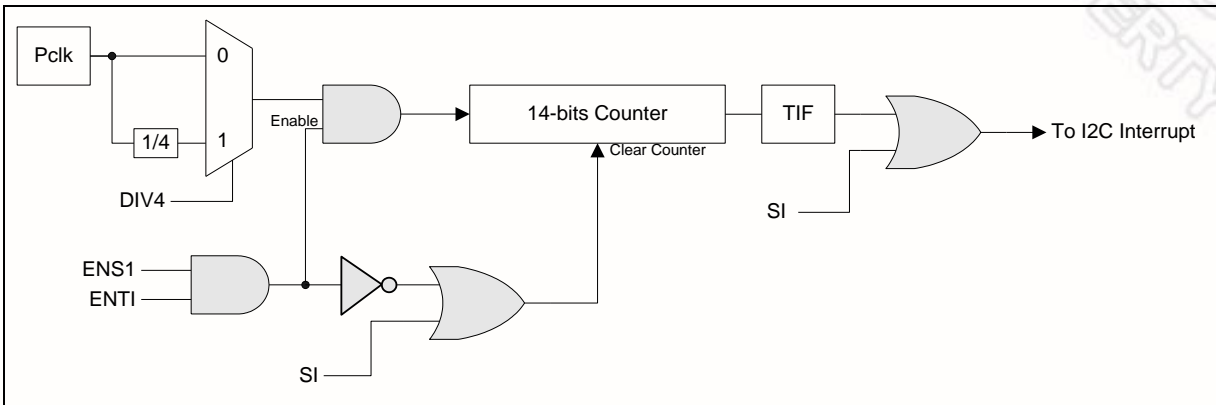 Pclk
0
1/4
1
DIV4
Enable
14-bits Counter
Clear Counter
TIF
SI
To I2C Interrupt
ENS1
ENTI
SI